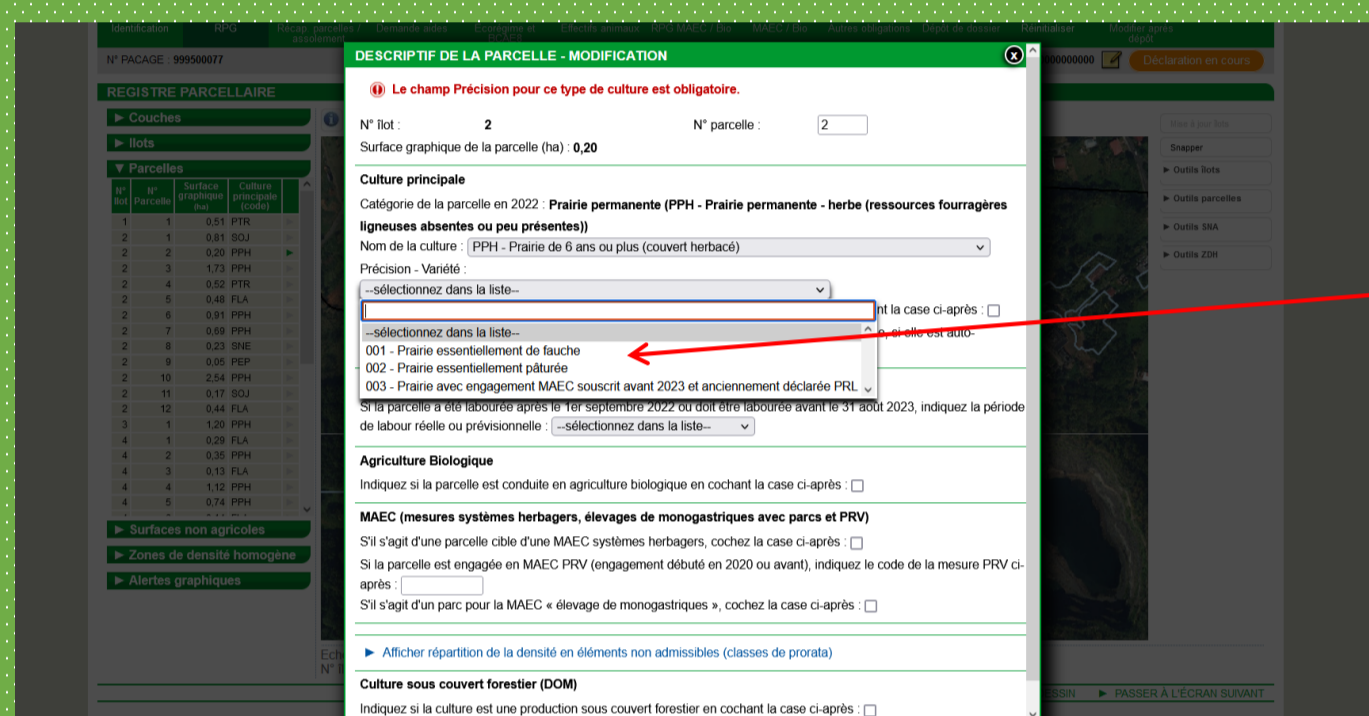 Identification RPG Récap. parcelles / assolement Demande aides Ecorégime et BCAE8 Effectifs animaux RPG MAEC / Bio MAEC / Bio Autres obligations Dépôt de dossier Réinitialiser Modifier après dépôt
N° PACAGE : 999500077
000000000 Déclaration en cours
REGISTRE PARCELLAIRE
► Couches
► Ilots
▼ Parcelles
N° Ilot N° Parcelle Surface graphique (ha) Culture principale (code)
1 1 0,51 PTR
2 1 0,81 SOJ
2 2 0,20 PPH
2 3 1,73 PPH
2 4 0,52 PTR
2 5 0,48 FLA
2 6 0,91 PPH
2 7 0,69 PPH
2 8 0,23 SNE
2 9 0,05 PEP
2 10 2,54 PPH
2 11 0,17 SOJ
2 12 0,44 FLA
3 1 1,20 PPH
4 1 0,29 FLA
4 2 0,35 PPH
4 3 0,13 FLA
4 4 1,12 PPH
4 5 0,74 PPH
► Surfaces non agricoles
► Zones de densité homogène
► Alertes graphiques
DESCRIPTIF DE LA PARCELLE - MODIFICATION
Le champ Précision pour ce type de culture est obligatoire.
N° îlot : 2 N° parcelle : 2
Surface graphique de la parcelle (ha) : 0,20
Culture principale
Catégorie de la parcelle en 2022 : Prairie permanente (PPH - Prairie permanente - herbe (ressources fourragères
ligneuses absentes ou peu présentes))
Nom de la culture : PPH - Prairie de 6 ans ou plus (couvert herbacé)
Précision - Variété :
--sélectionnez dans la liste--
nt la case ci-après :
--sélectionnez dans la liste--
e, si elle est auto-
001 - Prairie essentiellement de fauche
002 - Prairie essentiellement pâturée
003 - Prairie avec engagement MAEC souscrit avant 2023 et anciennement déclarée PRL
Si la parcelle a été labourée après le 1er septembre 2022 ou doit être labourée avant le 31 août 2023, indiquez la période
de labour réelle ou prévisionnelle : --sélectionnez dans la liste--
Agriculture Biologique
Indiquez si la parcelle est conduite en agriculture biologique en cochant la case ci-après :
MAEC (mesures systèmes herbagers, élevages de monogastriques avec parcs et PRV)
S'il s'agit d'une parcelle cible d'une MAEC systèmes herbagers, cochez la case ci-après :
Si la parcelle est engagée en MAEC PRV (engagement débuté en 2020 ou avant), indiquez le code de la mesure PRV ci-
après :
S'il s'agit d'un parc pour la MAEC « élevage de monogastriques », cochez la case ci-après :
► Afficher répartition de la densité en éléments non admissibles (classes de prorata)
Culture sous couvert forestier (DOM)
Indiquez si la culture est une production sous couvert forestier en cochant la case ci-après :
Mise à jour liste
Snapper
► Outils îlots
► Outils parcelles
► Outils SNA
► Outils ZDH
Ech
N° îl
ESSIN ► PASSER À L'ÉCRAN SUIVANT